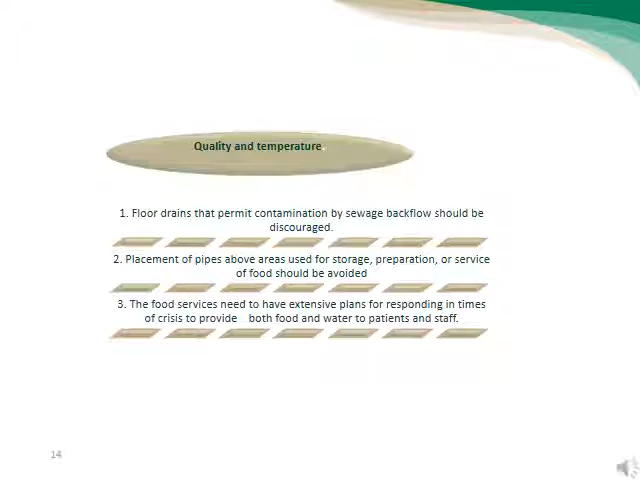 Quality and temperature.
1. Floor drains that permit contamination by sewage backflow should be
discouraged.
2. Placement of pipes above areas used for storage, preparation, or service
of food should be avoided
3. The food services need to have extensive plans for responding in times
of crisis to provide both food and water to patients and staff.
14